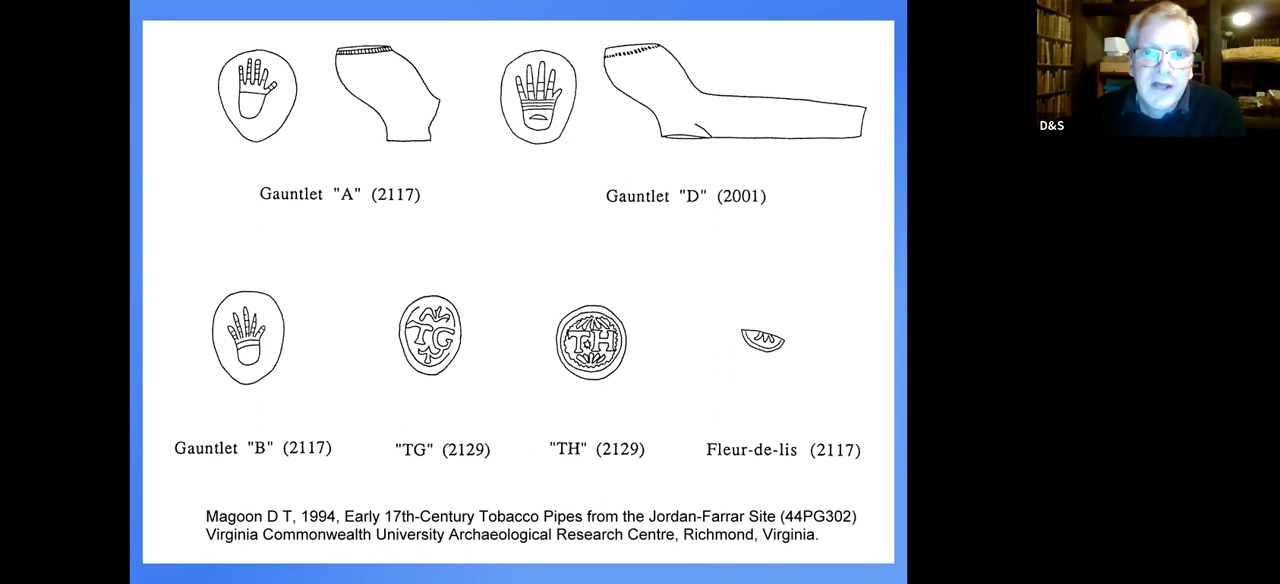 D&S
Gauntlet "A" (2117)
Gauntlet "D" (2001)
TG
T H
Gauntlet "B" (2117)
"TG" (2129)
"TH" (2129)
Fleur-de-lis (2117)
Magoon D T, 1994, Early 17th-Century Tobacco Pipes from the Jordan-Farrar Site (44PG302)
Virginia Commonwealth University Archaeological Research Centre, Richmond, Virginia.